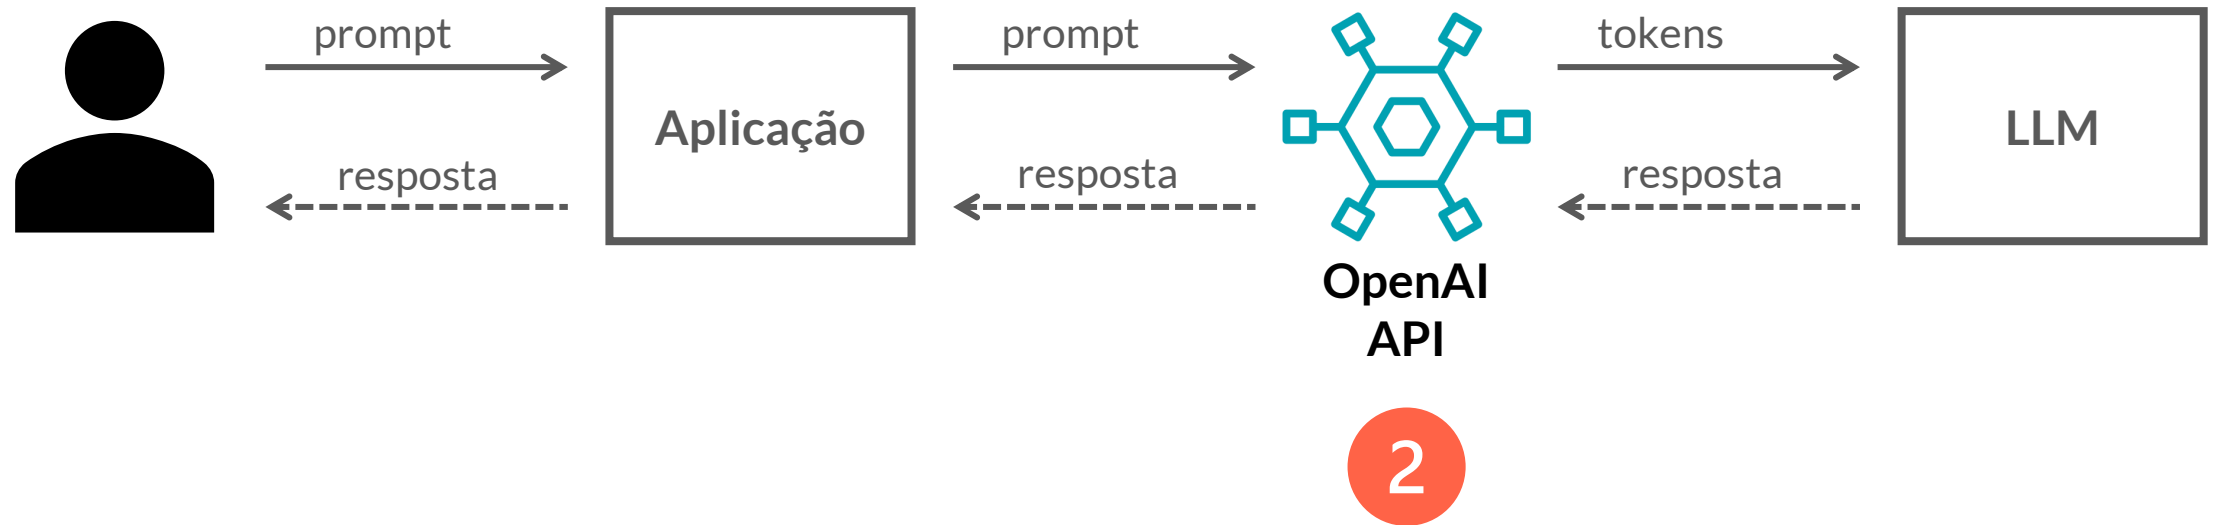 prompt
prompt
tokens
Aplicação
LLM
resposta
resposta
resposta
OpenAI
API
2